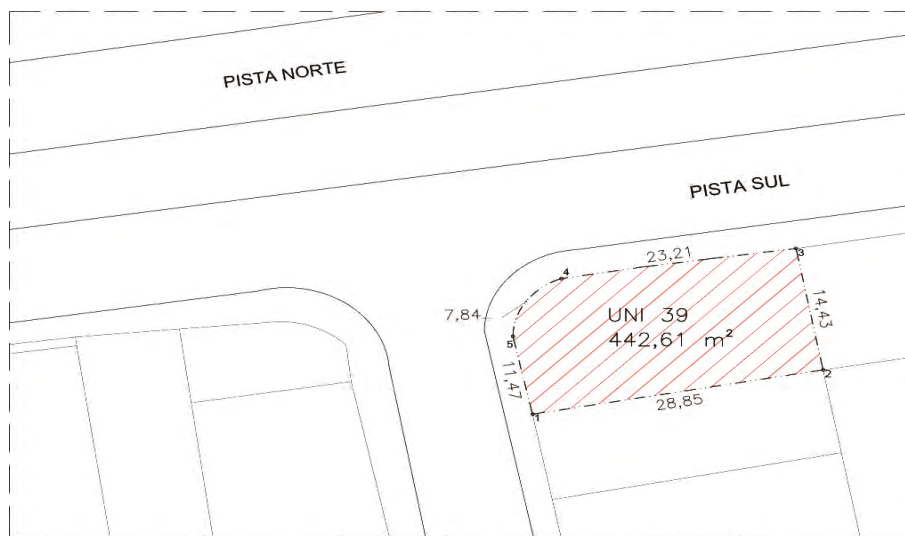 PISTA NORTE
PISTA SUL
23,21
3
4
7,84
UNI 39
442,61 m²
14,43
5
11,47
2
28,85
1